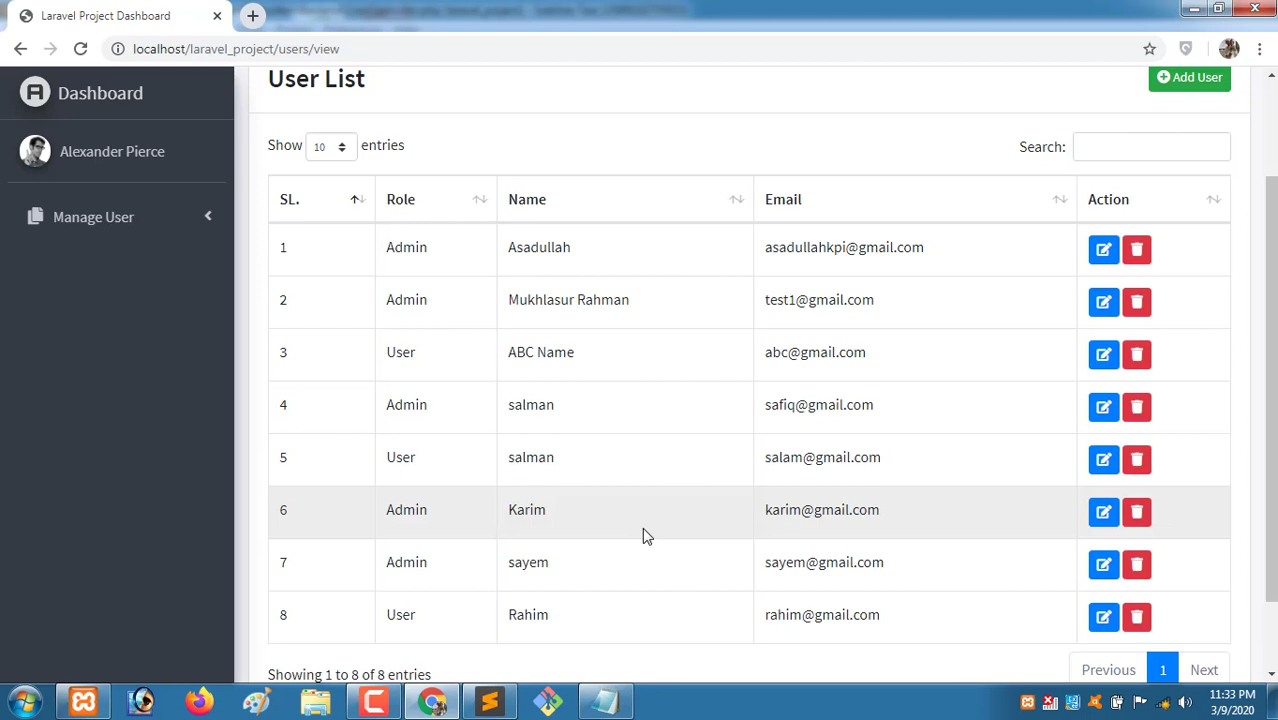 Laravel Project Dashboard
localhost/laravel_project/users/view
Dashboard
Alexander Pierce
Manage User
User List
Add User
Show 10 entries
Search:
SL. Role Name Email Action
1 Admin Asadullah asadullahkpi@gmail.com
2 Admin Mukhlasur Rahman test1@gmail.com
3 User ABC Name abc@gmail.com
4 Admin salman safiq@gmail.com
5 User salman salam@gmail.com
6 Admin Karim karim@gmail.com
7 Admin sayem sayem@gmail.com
8 User Rahim rahim@gmail.com
Showing 1 to 8 of 8 entries
Previous 1 Next
11:33 PM
3/9/2020